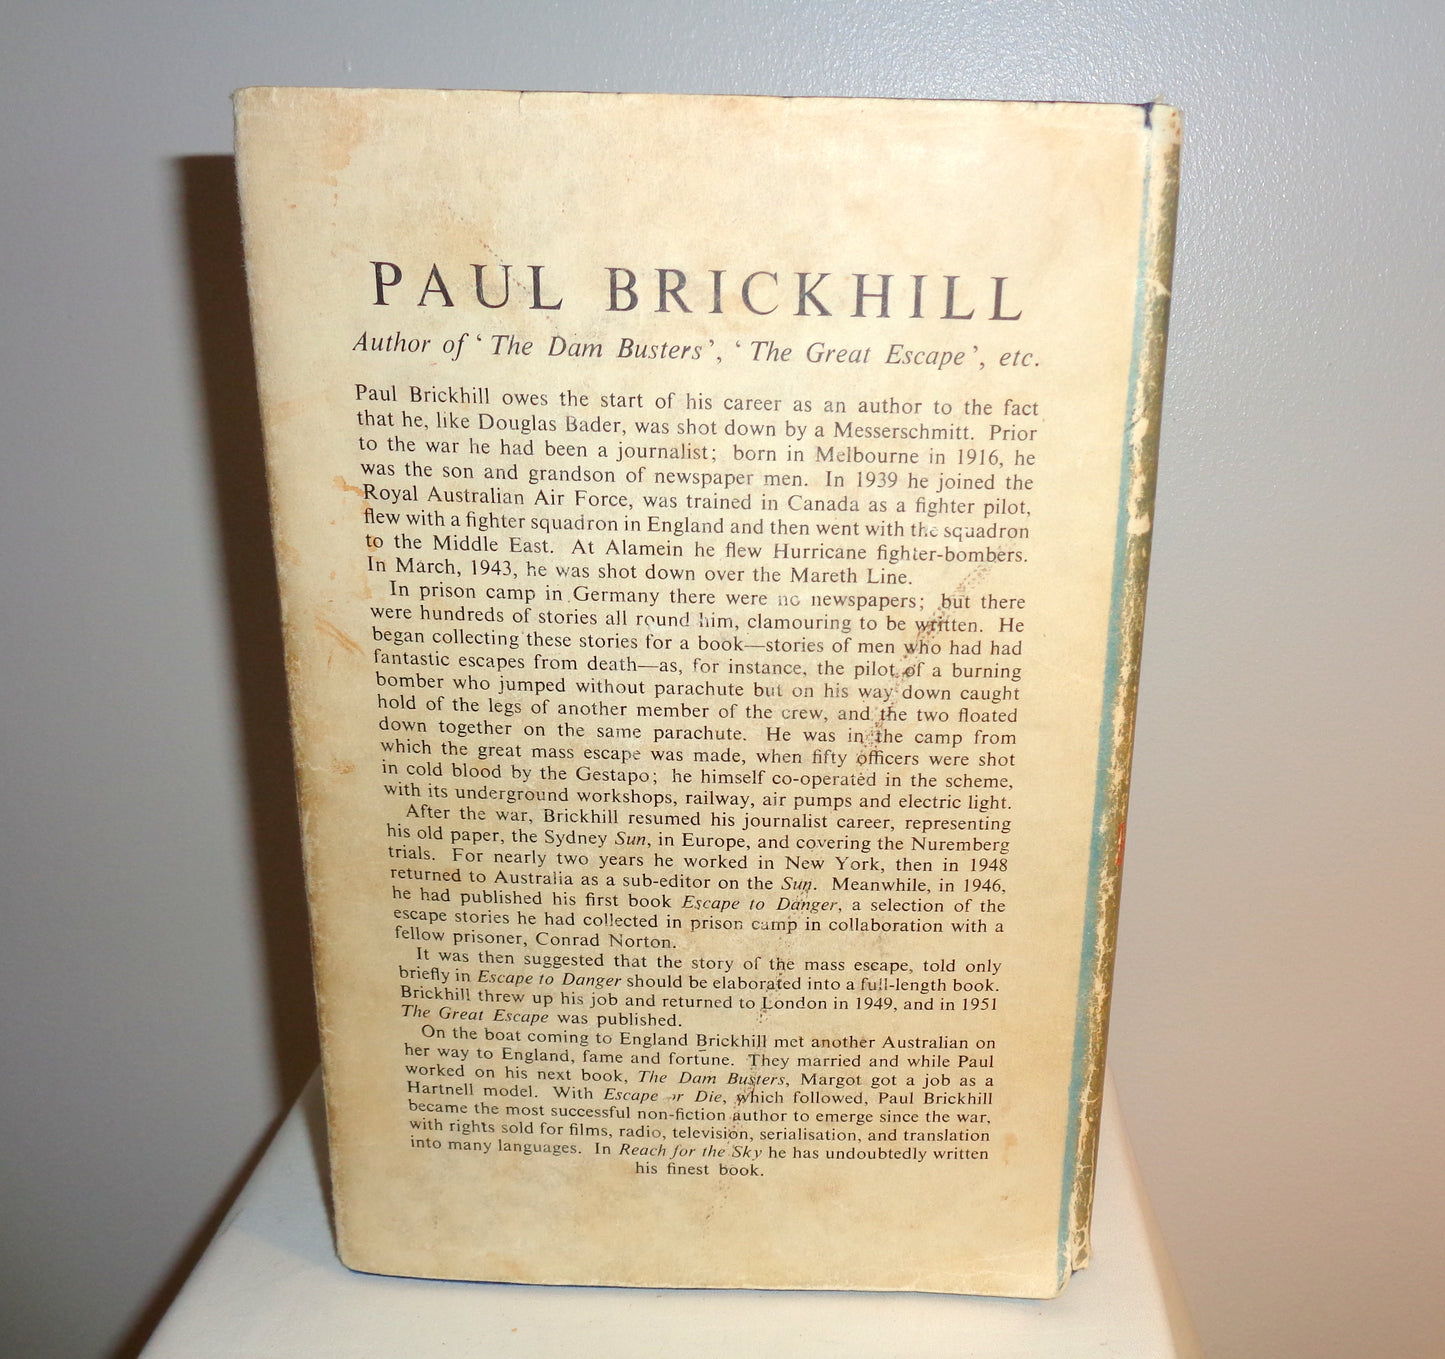 PAUL BRICKHILL
Author of ‘The Dam Busters’, ‘The Great Escape’, etc.
Paul Brickhill owes the start of his career as an author to the fact
that he, like Douglas Bader, was shot down by a Messerschmitt. Prior
to the war he had been a journalist; born in Melbourne in 1916, he
was the son and grandson of newspaper men. In 1939 he joined the
Royal Australian Air Force, was trained in Canada as a fighter pilot,
flew with a fighter squadron in England and then went with the squadron
to the Middle East. At Alamein he flew Hurricane fighter-bombers.
In March, 1943, he was shot down over the Mareth Line.
In prison camp in Germany there were no newspapers; but there
were hundreds of stories all round him, clamouring to be written. He
began collecting these stories for a book—stories of men who had had
fantastic escapes from death—as, for instance, the pilot of a burning
bomber who jumped without parachute but on his way down caught
hold of the legs of another member of the crew, and the two floated
down together on the same parachute. He was in the camp from
which the great mass escape was made, when fifty officers were shot
in cold blood by the Gestapo; he himself co-operated in the scheme,
with its underground workshops, railway, air pumps and electric light.
After the war, Brickhill resumed his journalist career, representing
his old paper, the Sydney Sun, in Europe, and covering the Nuremberg
trials. For nearly two years he worked in New York, then in 1948
returned to Australia as a sub-editor on the Sun. Meanwhile, in 1946,
he had published his first book Escape to Danger, a selection of the
escape stories he had collected in prison camp in collaboration with a
fellow prisoner, Conrad Norton.
It was then suggested that the story of the mass escape, told only
briefly in Escape to Danger should be elaborated into a full-length book.
Brickhill threw up his job and returned to London in 1949, and in 1951
The Great Escape was published.
On the boat coming to England Brickhill met another Australian on
her way to England, fame and fortune. They married and while Paul
worked on his next book, The Dam Busters, Margot got a job as a
Hartnell model. With Escape or Die, which followed, Paul Brickhill
became the most successful non-fiction author to emerge since the war,
with rights sold for films, radio, television, serialisation, and translation
into many languages. In Reach for the Sky he has undoubtedly written
his finest book.